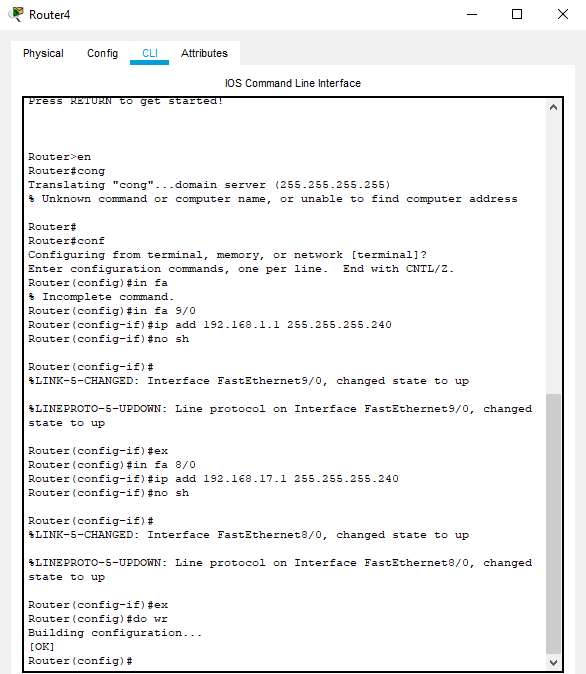 Router4
Physical Config CLI Attributes
IOS Command Line Interface
Press RETURN to get started!
Router>en
Router#cong
Translating "cong"...domain server (255.255.255.255)
% Unknown command or computer name, or unable to find computer address
Router#
Router#conf
Configuring from terminal, memory, or network [terminal]?
Enter configuration commands, one per line.  End with CNTL/Z.
Router(config)#in fa
% Incomplete command.
Router(config)#in fa 9/0
Router(config-if)#ip add 192.168.1.1 255.255.255.240
Router(config-if)#no sh
Router(config-if)#
%LINK-5-CHANGED: Interface FastEthernet9/0, changed state to up
%LINEPROTO-5-UPDOWN: Line protocol on Interface FastEthernet9/0, changed
state to up
Router(config-if)#ex
Router(config)#in fa 8/0
Router(config-if)#ip add 192.168.17.1 255.255.255.240
Router(config-if)#no sh
Router(config-if)#
%LINK-5-CHANGED: Interface FastEthernet8/0, changed state to up
%LINEPROTO-5-UPDOWN: Line protocol on Interface FastEthernet8/0, changed
state to up
Router(config-if)#ex
Router(config)#do wr
Building configuration...
[OK]
Router(config)#